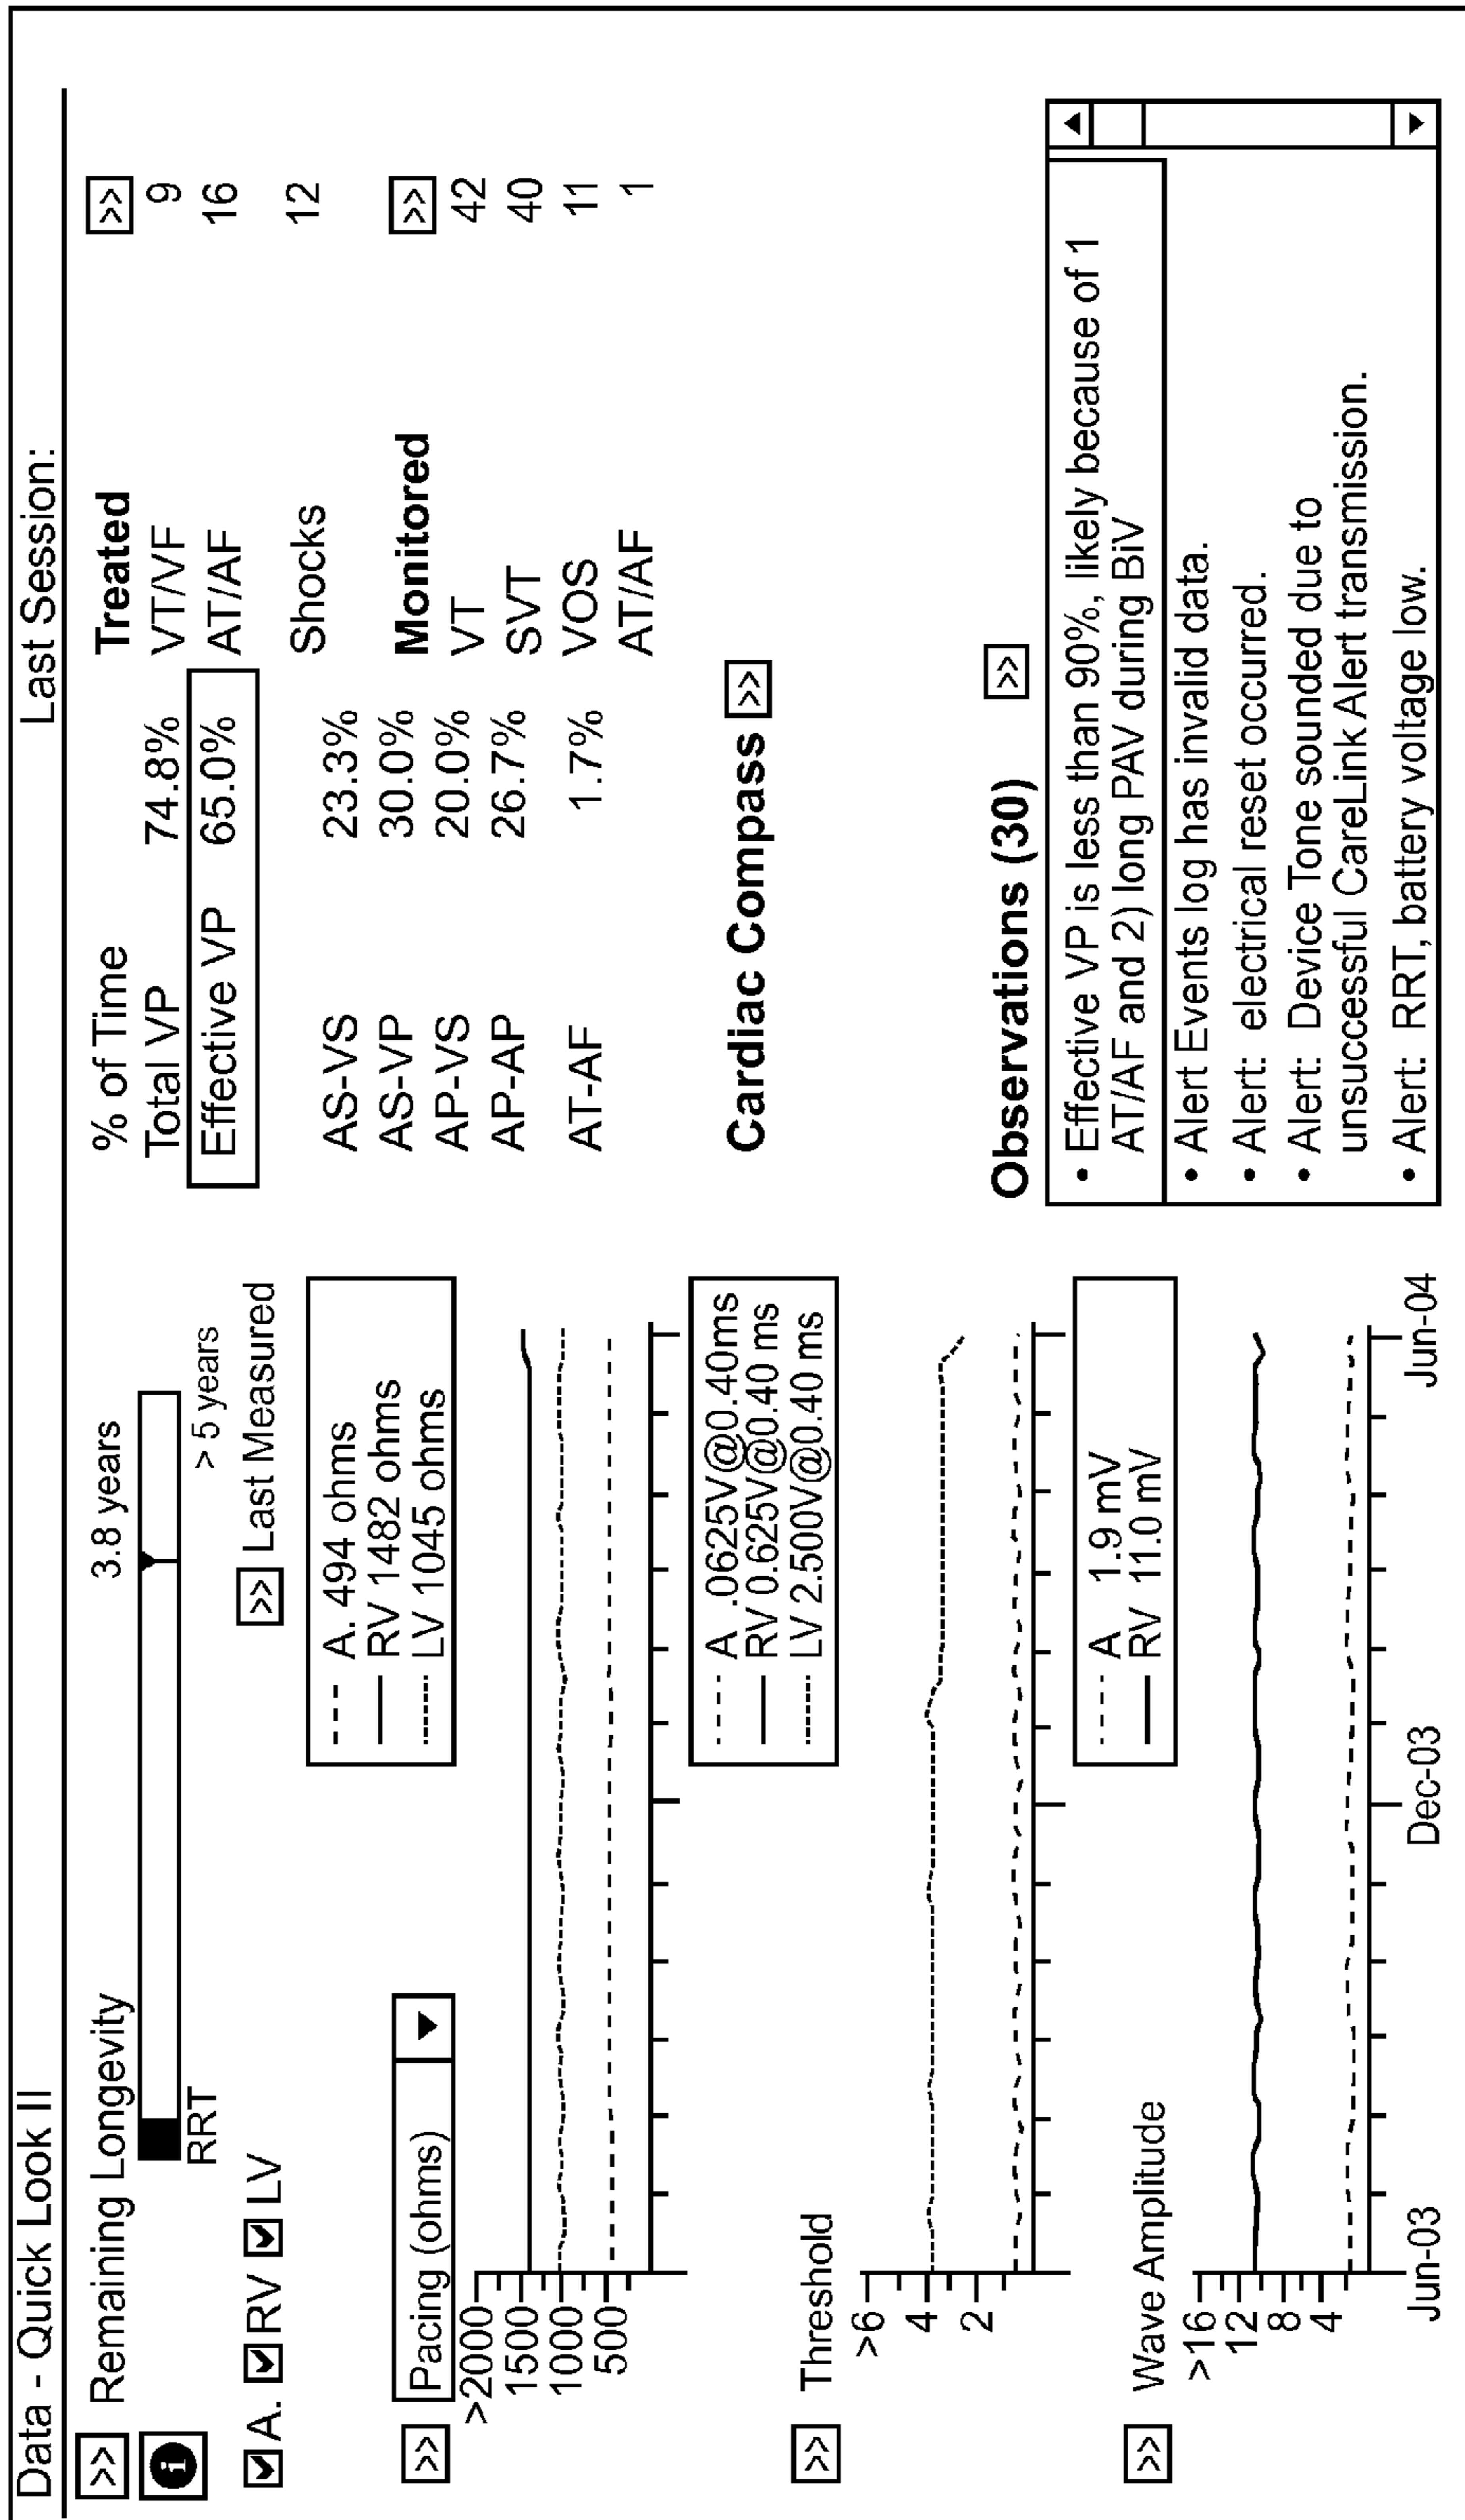 Data - Quick Look II
Last Session:
>> Remaining Longevity
3.8 years
i
RRT
> 5 years
A. RV LV
>> Last Measured
>> Pacing (ohms)
A. 494 ohms
RV 1482 ohms
LV 1045 ohms
>2000
1500
1000
500
>> Threshold
A .0625V@0.40ms
RV 0.625V@0.40 ms
LV 2.500V@0.40 ms
>6
4
2
>> Wave Amplitude
A 1.9 mV
RV 11.0 mV
>16
12
8
4
Jun-03 Dec-03 Jun-04
% of Time
Total VP 74.8%
Effective VP 65.0%
AS-VS 23.3%
AS-VP 30.0%
AP-VS 20.0%
AP-AP 26.7%
AT-AF 1.7%
Treated >>
VT/VF 9
AT/AF 16
Shocks 12
Monitored >>
VT 42
SVT 40
VOS 11
AT/AF 1
Cardiac Compass >>
Observations (30) >>
• Effective VP is less than 90%, likely because of 1
AT/AF and 2) long PAV during BiV
• Alert Events log has invalid data.
• Alert: electrical reset occurred.
• Alert: Device Tone sounded due to
unsuccessful CareLink Alert transmission.
• Alert: RRT, battery voltage low.